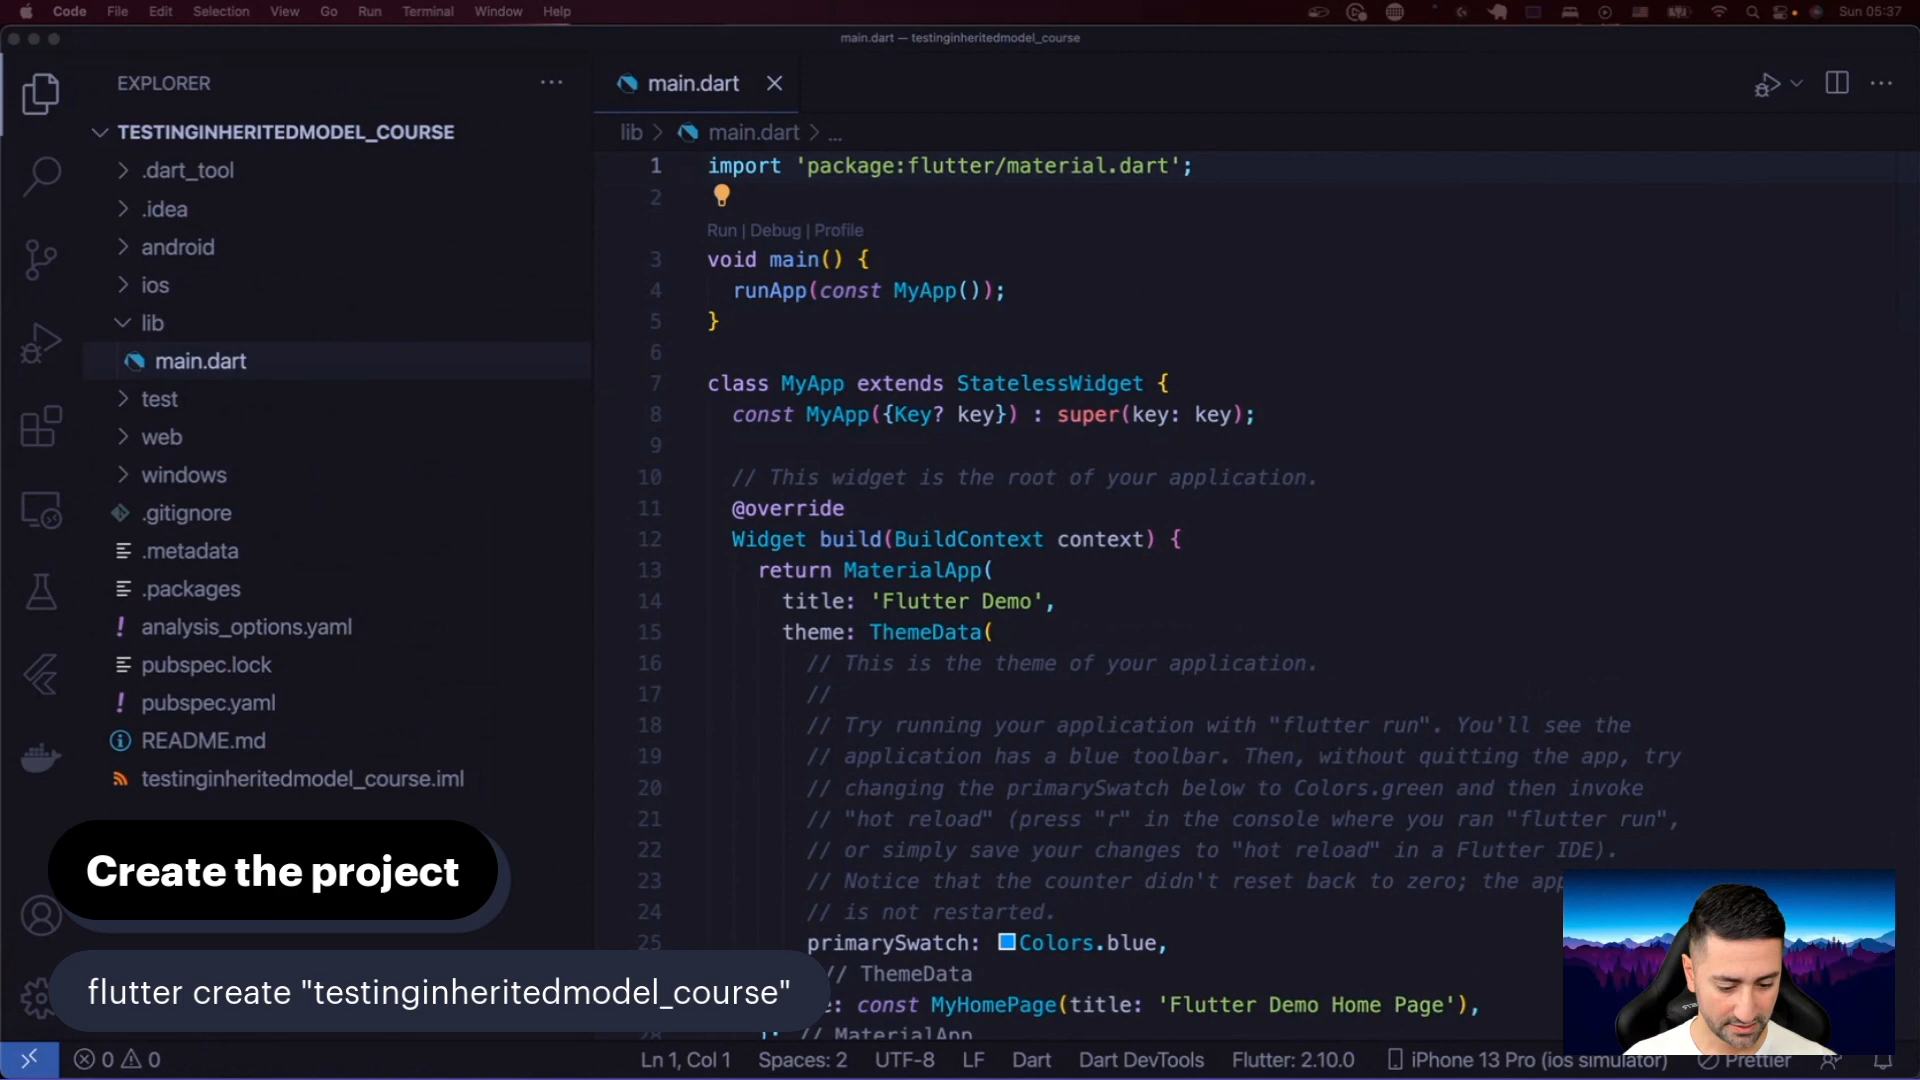 Code File Edit Selection View Go Run Terminal Window Help
Sun 05:37
main.dart — testinginheritedmodel_course
EXPLORER
TESTINGINHERITEDMODEL_COURSE
.dart_tool
.idea
android
ios
lib
main.dart
test
web
windows
.gitignore
.metadata
.packages
analysis_options.yaml
pubspec.lock
pubspec.yaml
README.md
testinginheritedmodel_course.iml
Create the project
flutter create "testinginheritedmodel_course"
main.dart
lib > main.dart > ...
1 import 'package:flutter/material.dart';
2
Run | Debug | Profile
3 void main() {
4 runApp(const MyApp());
5 }
6
7 class MyApp extends StatelessWidget {
8 const MyApp({Key? key}) : super(key: key);
9
10 // This widget is the root of your application.
11 @override
12 Widget build(BuildContext context) {
13 return MaterialApp(
14 title: 'Flutter Demo',
15 theme: ThemeData(
16 // This is the theme of your application.
17 //
18 // Try running your application with "flutter run". You'll see the
19 // application has a blue toolbar. Then, without quitting the app, try
20 // changing the primarySwatch below to Colors.green and then invoke
21 // "hot reload" (press "r" in the console where you ran "flutter run",
22 // or simply save your changes to "hot reload" in a Flutter IDE).
23 // Notice that the counter didn't reset back to zero; the app
24 // is not restarted.
25 primarySwatch: Colors.blue,
// ThemeData
: const MyHomePage(title: 'Flutter Demo Home Page'),
28 ); // MaterialApp
0 0
Ln 1, Col 1 Spaces: 2 UTF-8 LF Dart Dart DevTools Flutter: 2.10.0 iPhone 13 Pro (ios simulator) Prettier